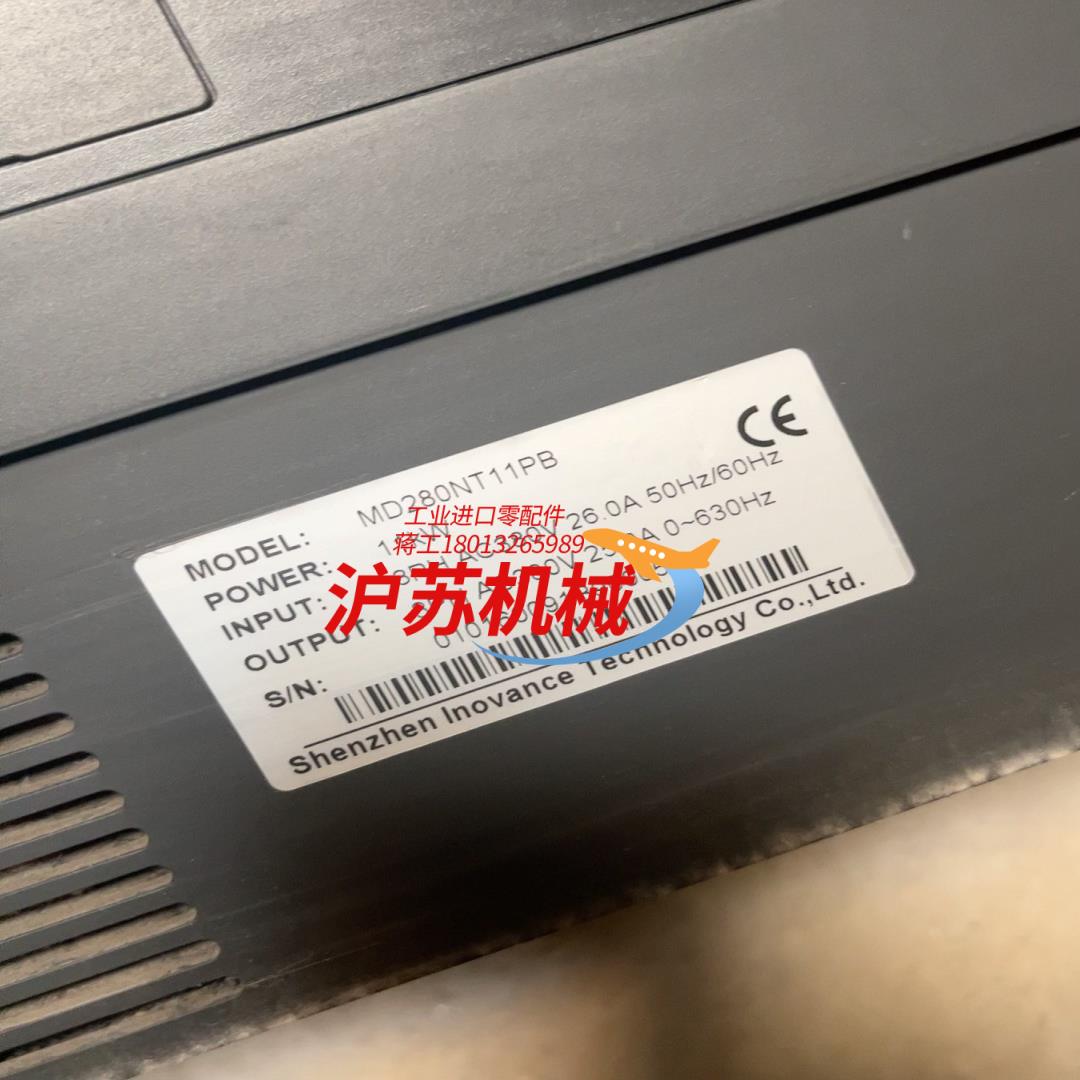 CE
MODEL: MD280NT11PB
POWER:
INPUT: 26.0A 50Hz/60Hz
OUTPUT: 0~630Hz
S/N:
Shenzhen Inovance Technology Co.,Ltd.
工业进口零配件
蒋工18013265989
沪苏机械